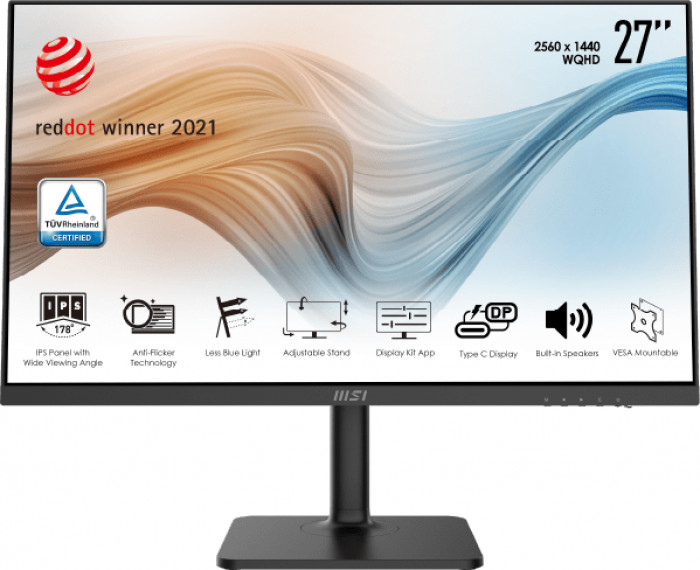 2560 x 1440
WQHD
27"
reddot winner 2021
TÜVRheinland
CERTIFIED
IPS
178°
DP
IPS Panel with
Wide Viewing Angle
Anti-Flicker
Technology
Less Blue Light
Adjustable Stand
Display Kit App
Type C Display
Built-in Speakers
VESA Mountable
msi